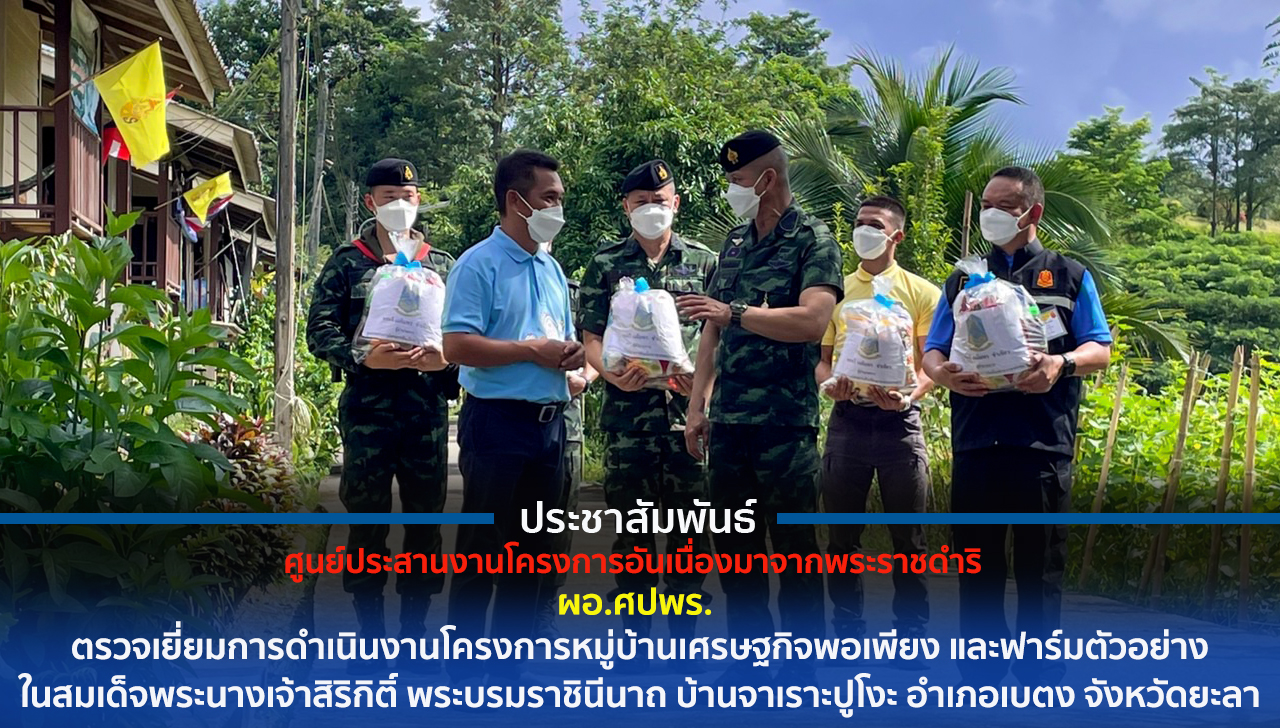 ประชาสัมพันธ์
ศูนย์ประสานงานโครงการอันเนื่องมาจากพระราชดำริ
ผอ.ศปพร.
ตรวจเยี่ยมการดำเนินงานโครงการหมู่บ้านเศรษฐกิจพอเพียง และฟาร์มตัวอย่าง
ในสมเด็จพระนางเจ้าสิริกิติ์ พระบรมราชินีนาถ บ้านจาเราะปูโงะ อำเภอเบตง จังหวัดยะลา